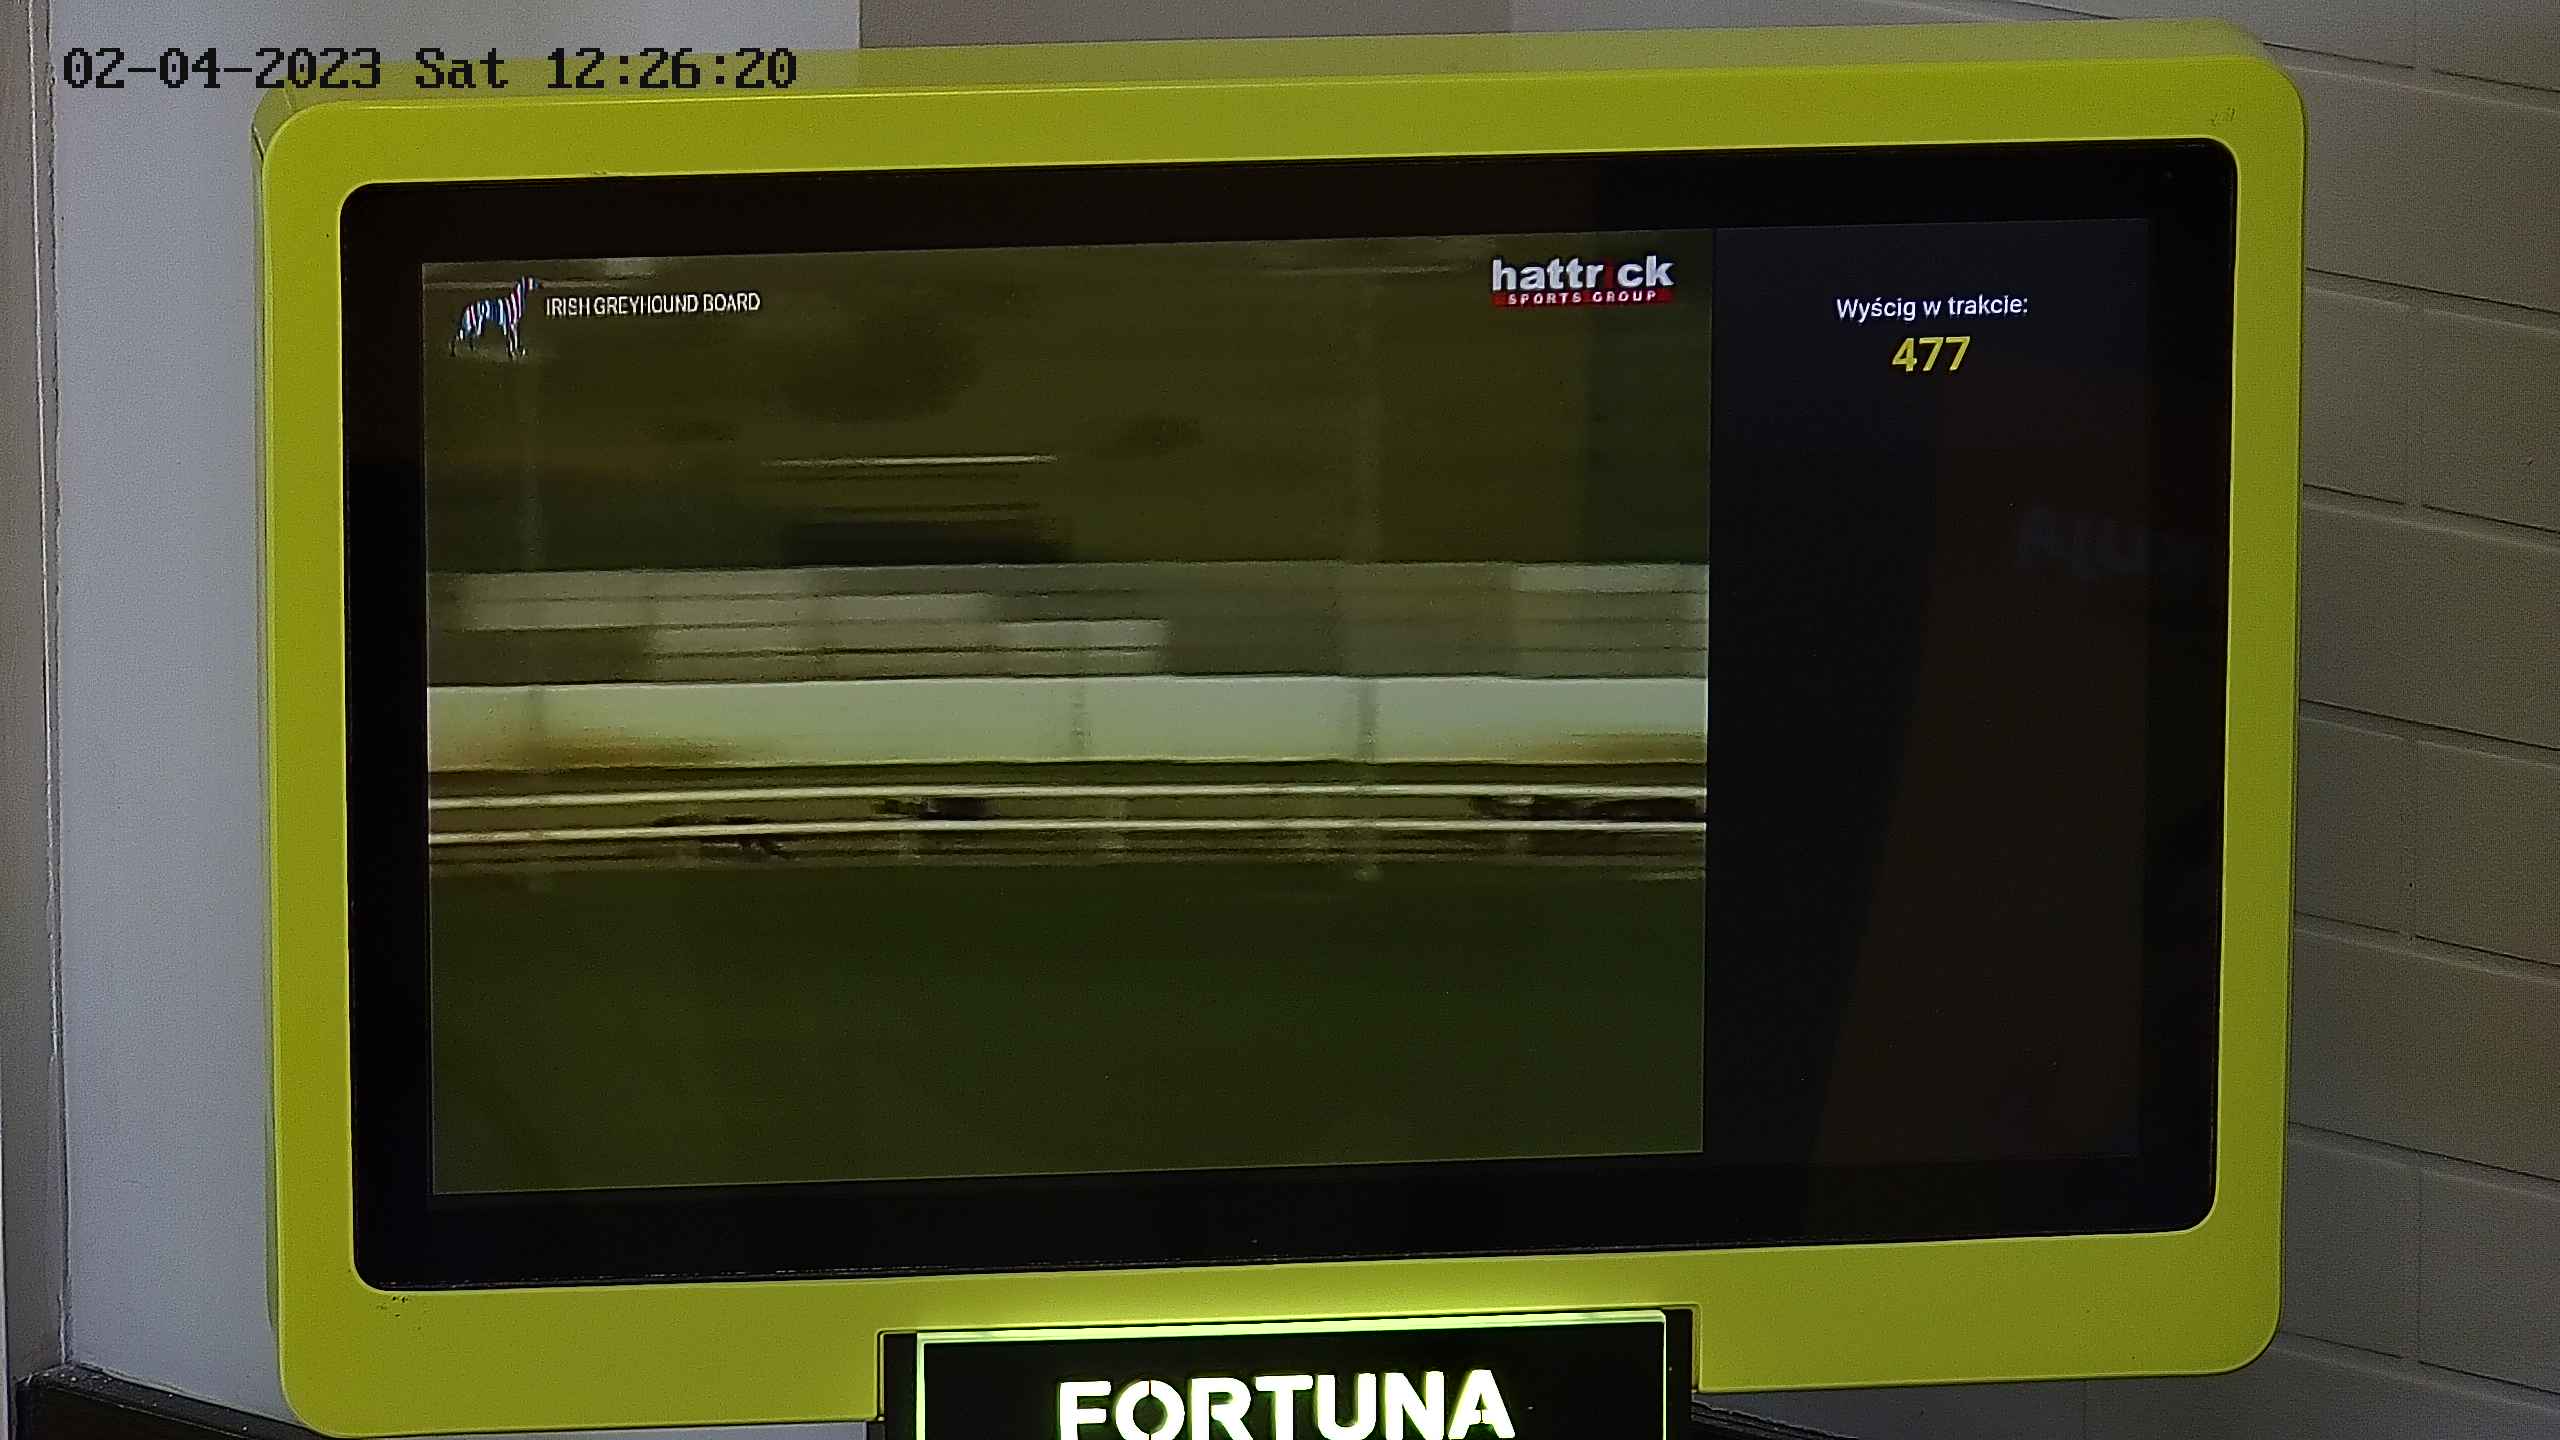 02-04-2023 Sat 12:26:20
IRISH GREYHOUND BOARD
hattrick
SPORTS GROUP
Wyścig w trakcie:
477
FORTUNA